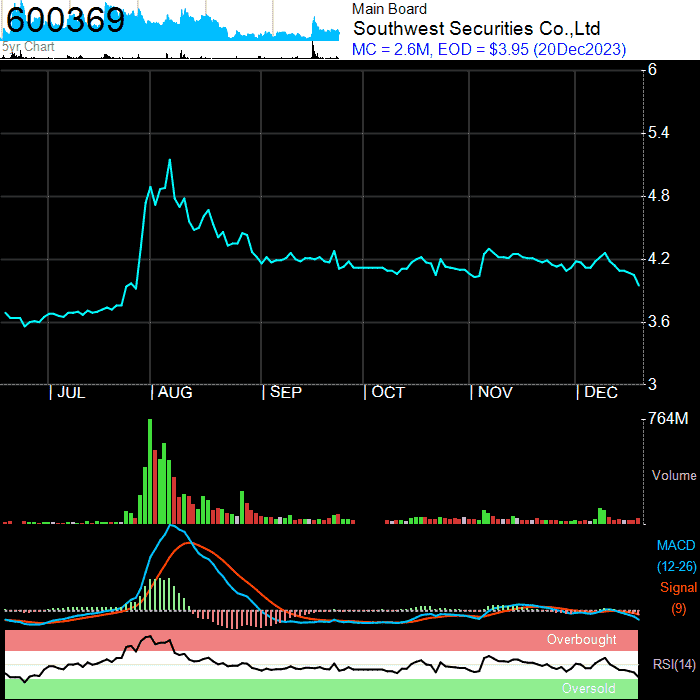 600369
5yr Chart
Main Board
Southwest Securities Co.,Ltd
MC = 2.6M, EOD = $3.95 (20Dec2023)
6
5.4
4.8
4.2
3.6
3
| JUL | AUG | SEP | OCT | NOV | DEC
764M
Volume
MACD
(12-26)
Signal
(9)
Overbought
RSI(14)
Oversold